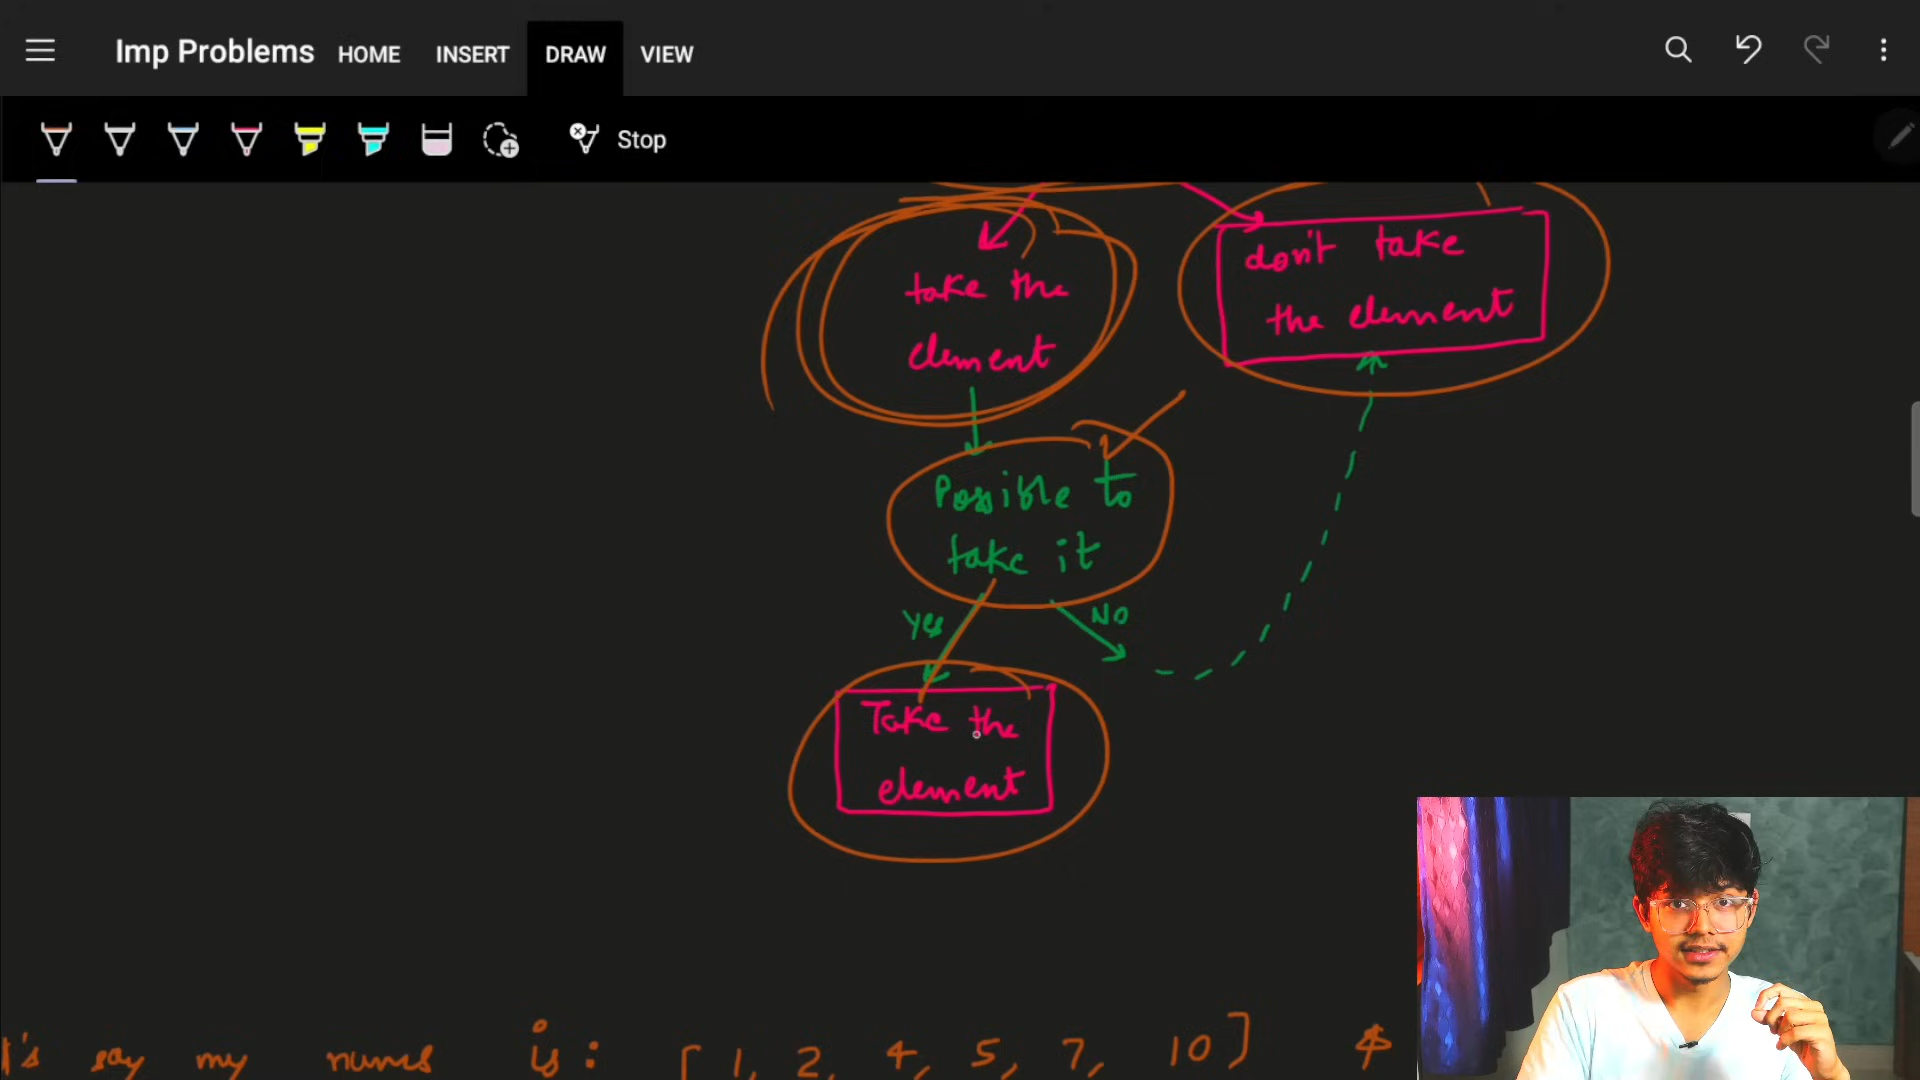 Imp Problems HOME INSERT DRAW VIEW
Stop
take the
element
don't take
the element
Possible to
take it
Yes
NO
Take the
element
t's say my nums is: [1, 2, 4, 5, 7, 10]